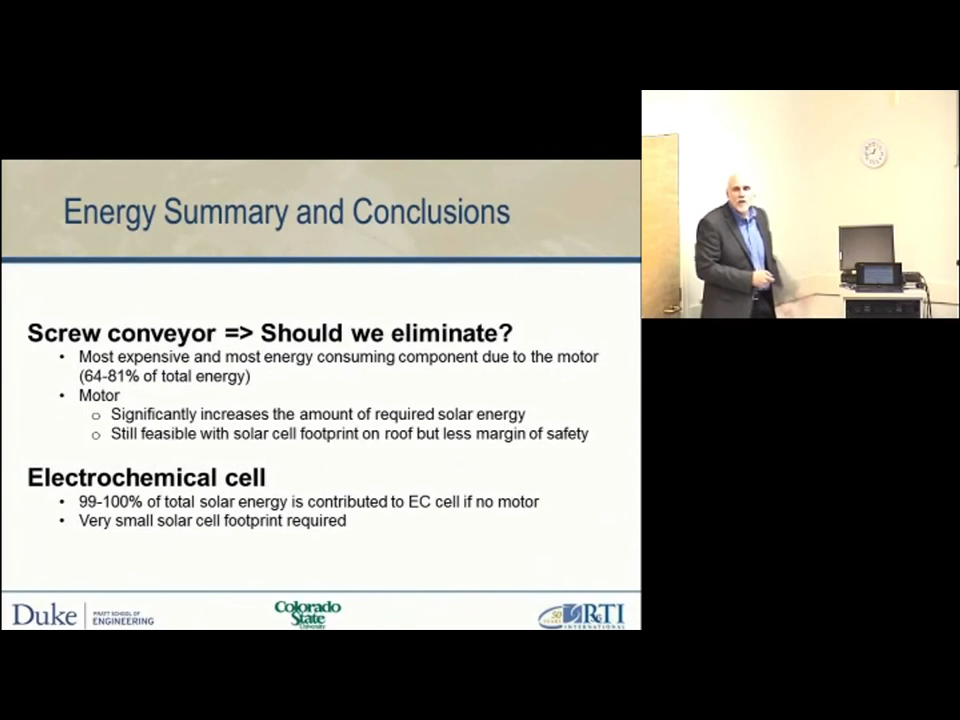 Energy Summary and Conclusions
Screw conveyor => Should we eliminate?
• Most expensive and most energy consuming component due to the motor
(64-81% of total energy)
• Motor
o Significantly increases the amount of required solar energy
o Still feasible with solar cell footprint on roof but less margin of safety
Electrochemical cell
• 99-100% of total solar energy is contributed to EC cell if no motor
• Very small solar cell footprint required
Duke
PRATT SCHOOL OF
ENGINEERING
Colorado
State
University
50
YEARS
RTI
INTERNATIONAL